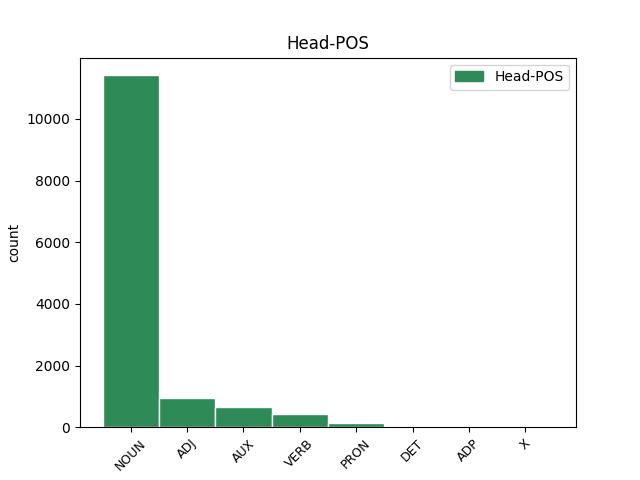 Head-POS
Head-POS
count
10000
8000
6000
4000
2000
0
NOUN
ADJ
AUX
VERB
PRON
DET
ADP
X